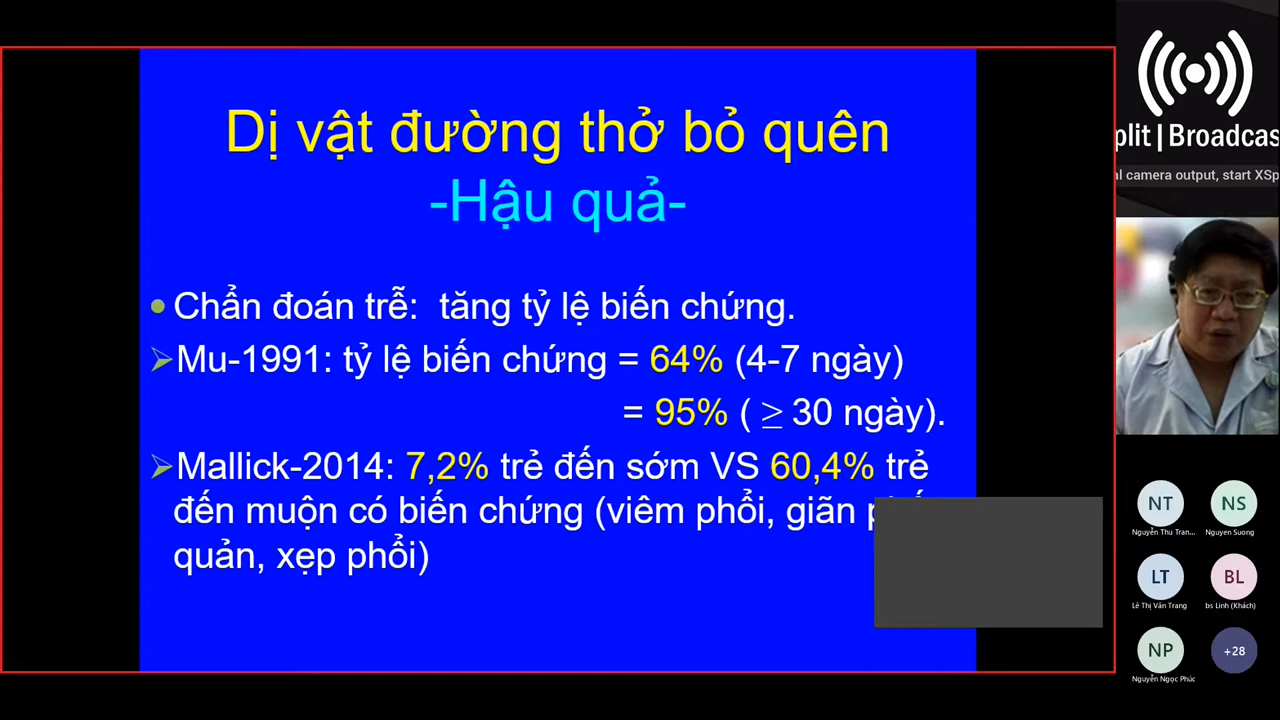 Dị vật đường thở bỏ quên
-Hậu quả-
Chẩn đoán trễ: tăng tỷ lệ biến chứng.
Mu-1991: tỷ lệ biến chứng = 64% (4-7 ngày)
= 95% ( ≥ 30 ngày).
Mallick-2014: 7,2% trẻ đến sớm VS 60,4% trẻ
đến muộn có biến chứng (viêm phổi, giãn
quản, xẹp phổi)
plit | Broadcas
al camera output, start XSp
NT
NS
Nguyễn Thu Tran...
Nguyen Suong
LT
BL
Lê Thị Vân Trang
bs Linh (Khách)
NP
+28
Nguyễn Ngọc Phúc